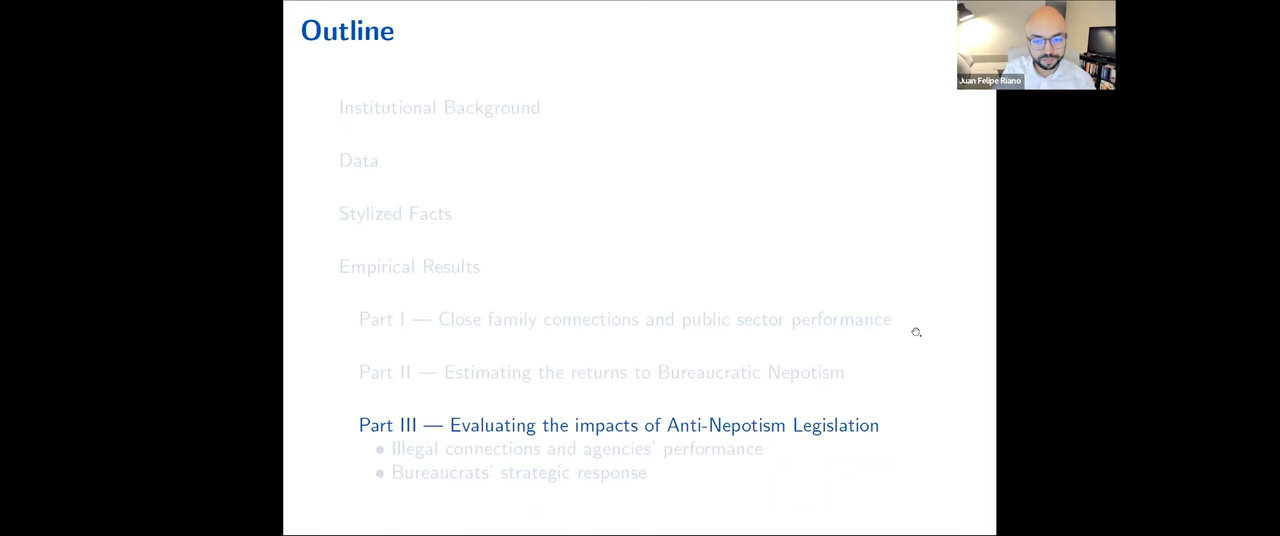 Outline
Juan Felipe Riano
Institutional Background
Data
Stylized Facts
Empirical Results
Part I — Close family connections and public sector performance
Part II — Estimating the returns to Bureaucratic Nepotism
Part III — Evaluating the impacts of Anti-Nepotism Legislation
• Illegal connections and agencies' performance
• Bureaucrats' strategic response